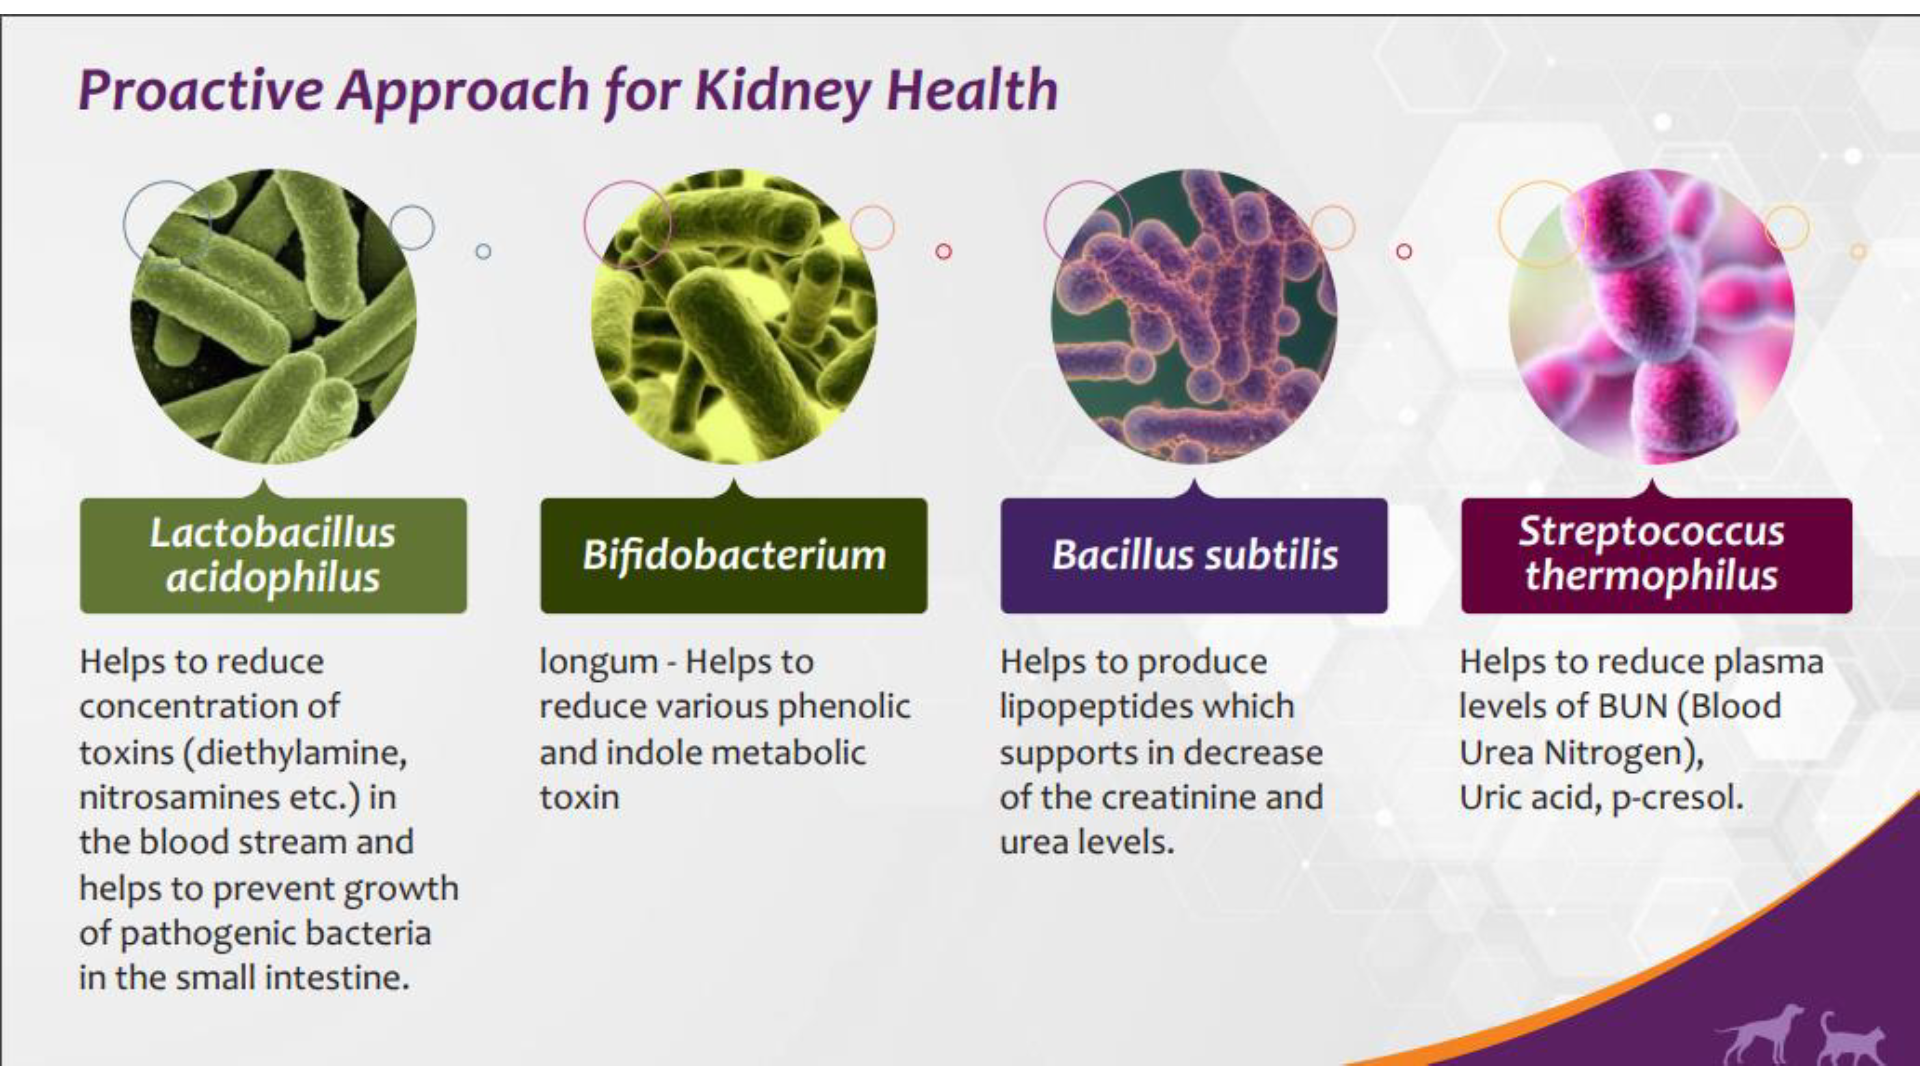 Proactive Approach for Kidney Health
Lactobacillus
acidophilus
Helps to reduce
concentration of
toxins (diethylamine,
nitrosamines etc.) in
the blood stream and
helps to prevent growth
of pathogenic bacteria
in the small intestine.
Bifidobacterium
longum - Helps to
reduce various phenolic
and indole metabolic
toxin
Bacillus subtilis
Helps to produce
lipopeptides which
supports in decrease
of the creatinine and
urea levels.
Streptococcus
thermophilus
Helps to reduce plasma
levels of BUN (Blood
Urea Nitrogen),
Uric acid, p-cresol.